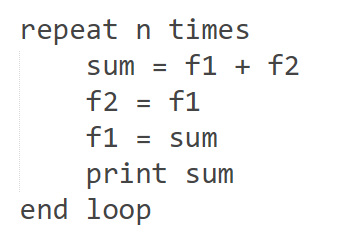 repeat n times
    sum = f1 + f2
    f2 = f1
    f1 = sum
    print sum
end loop